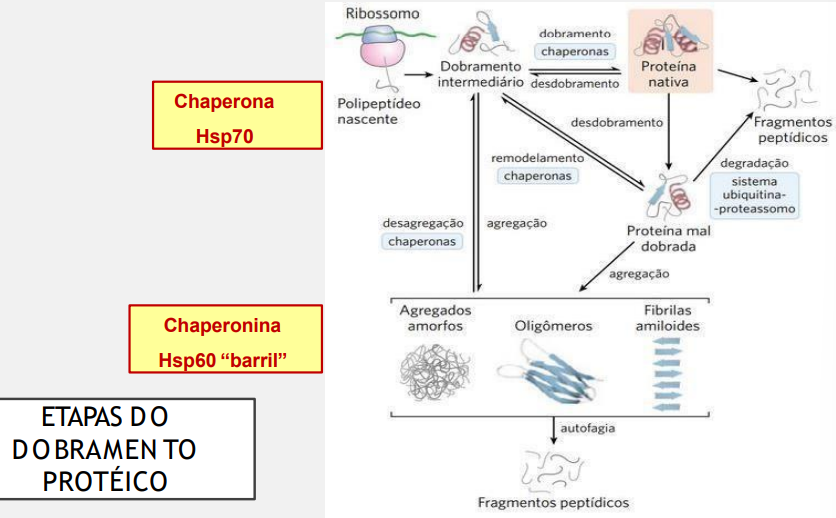 Chaperona
Hsp70
Chaperonina
Hsp60 “barril”
ETAPAS DO
DOBRAMEN TO
PROTÉICO
Ribossomo
Polipeptídeo
nascente
Dobramento
intermediário
dobramento
chaperonas
desdobramento
Proteína
nativa
Fragmentos
peptídicos
desdobramento
remodelamento
chaperonas
degradação
sistema
ubiquitina-
-proteassomo
Proteína mal
dobrada
desagregação
chaperonas
agregação
agregação
Agregados
amorfos
Oligômeros
Fibrilas
amiloides
autofagia
Fragmentos peptídicos